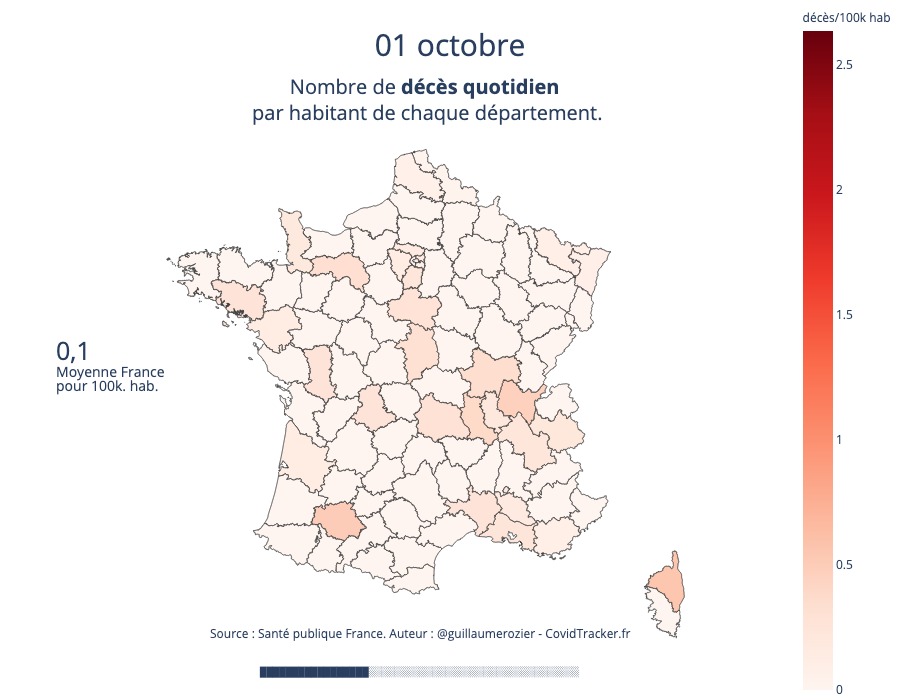 décès/100k hab
01 octobre
Nombre de décès quotidien
par habitant de chaque département.
2.5
2
1.5
1
0.5
0
0,1
Moyenne France
pour 100k. hab.
Source : Santé publique France. Auteur : @guillaumerozier - CovidTracker.fr